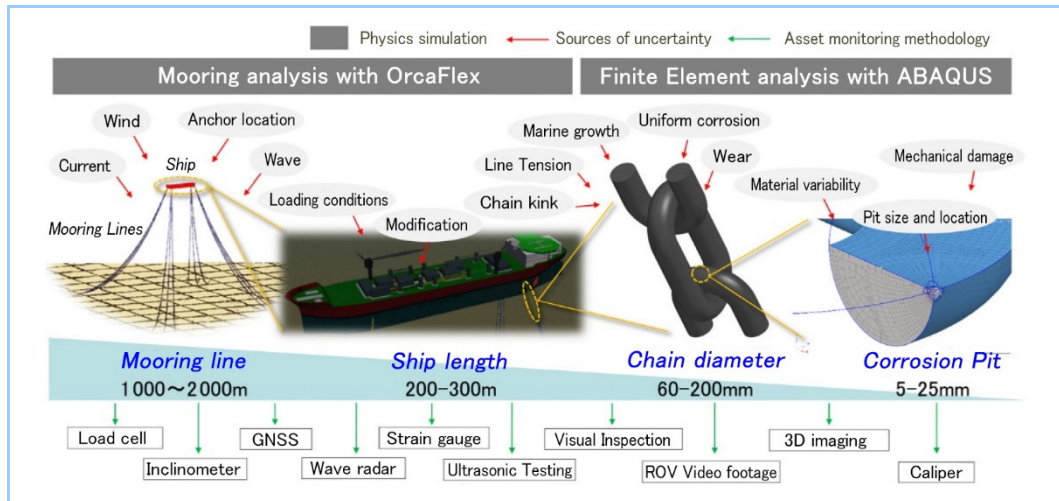 Physics simulation
Sources of uncertainty
Asset monitoring methodology
Mooring analysis with OrcaFlex
Finite Element analysis with ABAQUS
Wind
Anchor location
Current
Ship
Wave
Mooring Lines
Loading conditions
Modification
Marine growth
Uniform corrosion
Line Tension
Wear
Chain kink
Mechanical damage
Material variability
Pit size and location
Mooring line
1000～2000m
Ship length
200-300m
Chain diameter
60-200mm
Corrosion Pit
5-25mm
Load cell
GNSS
Strain gauge
Visual Inspection
3D imaging
Inclinometer
Wave radar
Ultrasonic Testing
ROV Video footage
Caliper